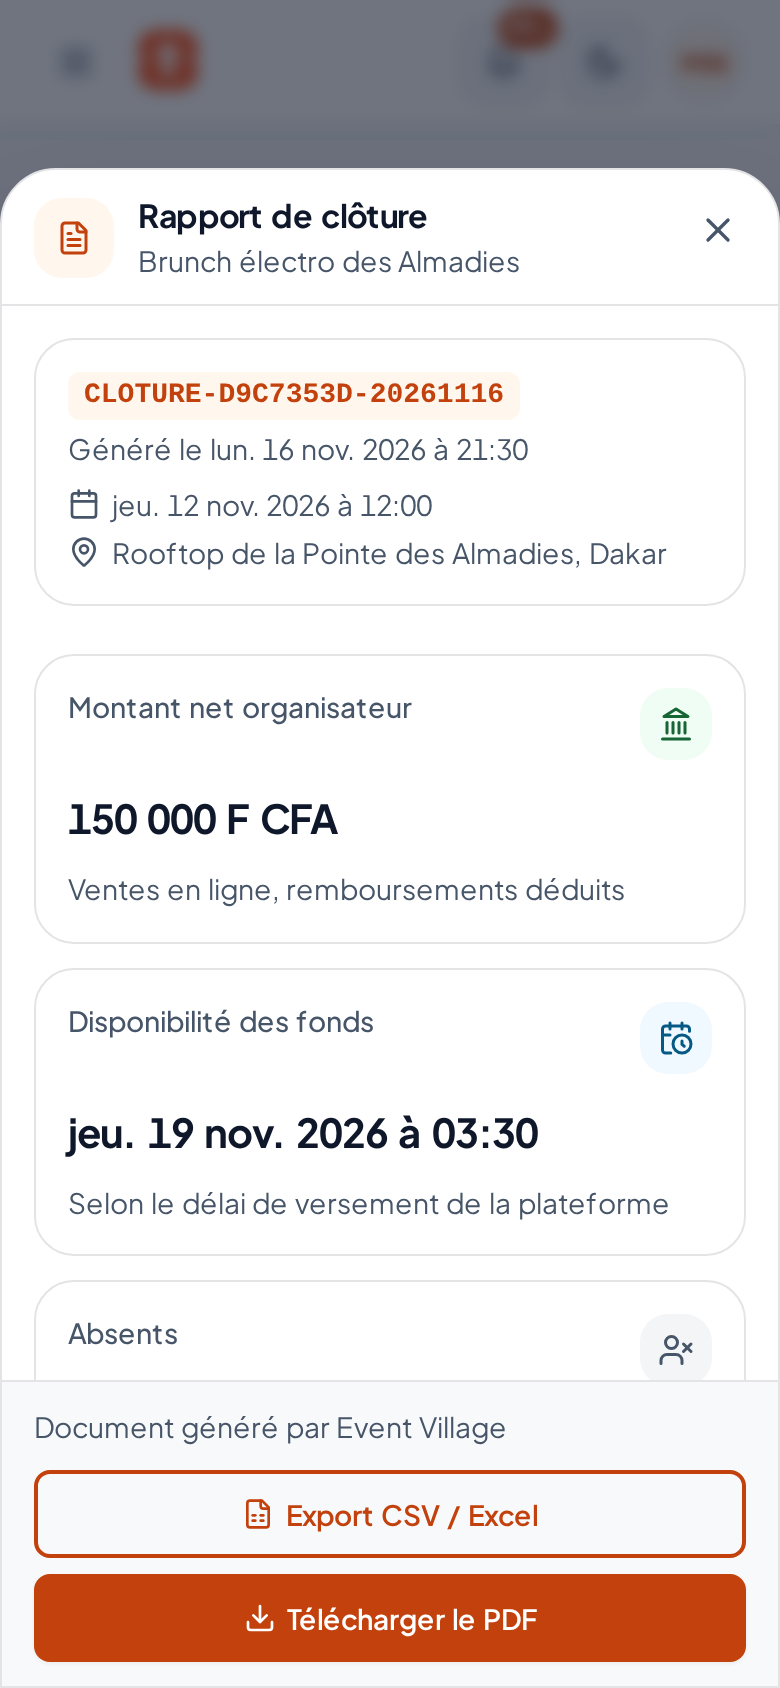 Rapport de clôture
Brunch électro des Almadies
CLOTURE-D9C7353D-20261116
Généré le lun. 16 nov. 2026 à 21:30
jeu. 12 nov. 2026 à 12:00
Rooftop de la Pointe des Almadies, Dakar
Montant net organisateur
150 000 F CFA
Ventes en ligne, remboursements déduits
Disponibilité des fonds
jeu. 19 nov. 2026 à 03:30
Selon le délai de versement de la plateforme
Absents
Document généré par Event Village
Export CSV / Excel
Télécharger le PDF